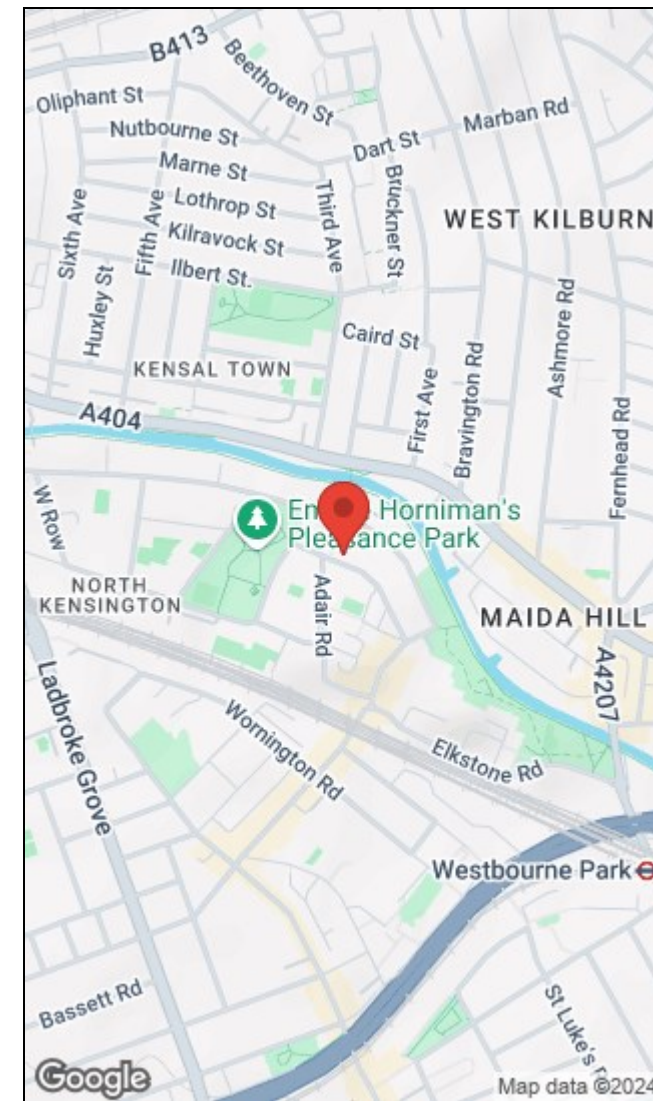 B413
Beethoven St
Oliphant St
Marban Rd
Nutbourne St
Dart St
Marne St
Bruckner St
Third Ave
Lothrop St
WEST KILBURN
Sixth Ave
Fifth Ave
Kilravock St
Ilbert St.
Huxley St
Caird St
Ashmore Rd
KENSAL TOWN
First Ave
Bravington Rd
A404
Fernhead Rd
W Row
Horniman's
Pleasance Park
NORTH
KENSINGTON
Adair Rd
MAIDA HILL
A4207
Ladbroke Grove
Wornington Rd
Elkstone Rd
Westbourne Park
Bassett Rd
St Luke's
Google
Map data ©2024